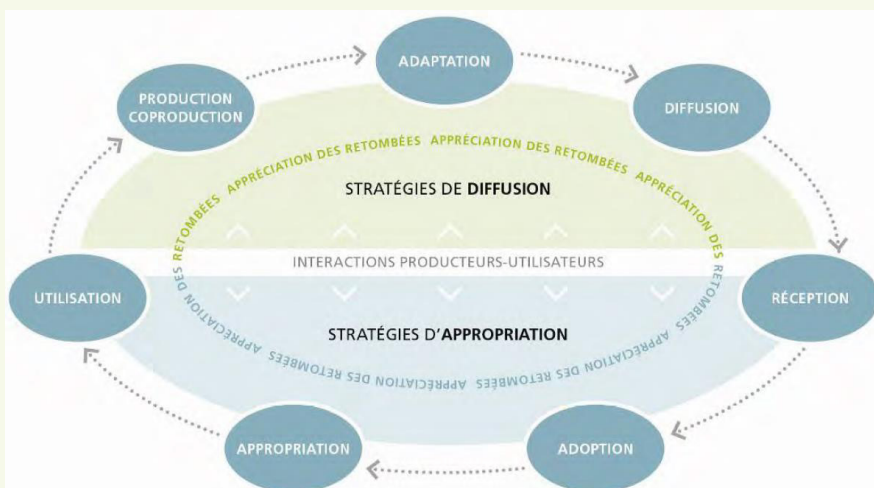 ADAPTATION
PRODUCTION
COPRODUCTION
DIFFUSION
APPRÉCIATION DES RETOMBÉES APPRÉCIATION DES RETOMBÉES APPRÉCIATION DES RETOMBÉES APPRÉCIATION DES RETOMBÉES APPRÉCIATION DES RETOMBÉES APPRÉCIATION DES RETOMBÉES
STRATÉGIES DE DIFFUSION
INTERACTIONS PRODUCTEURS-UTILISATEURS
UTILISATION
RÉCEPTION
STRATÉGIES D’APPROPRIATION
APPROPRIATION
ADOPTION